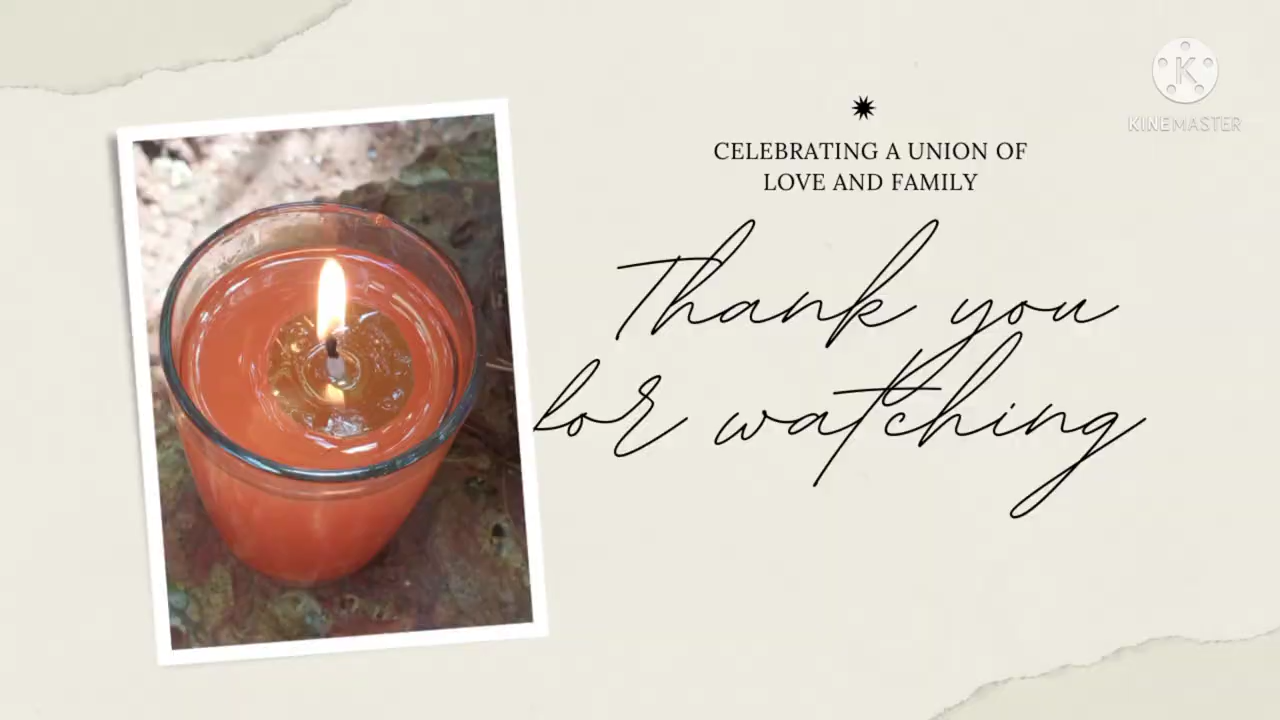 CELEBRATING A UNION OF
LOVE AND FAMILY
Thank you
for watching
K
KINEMASTER